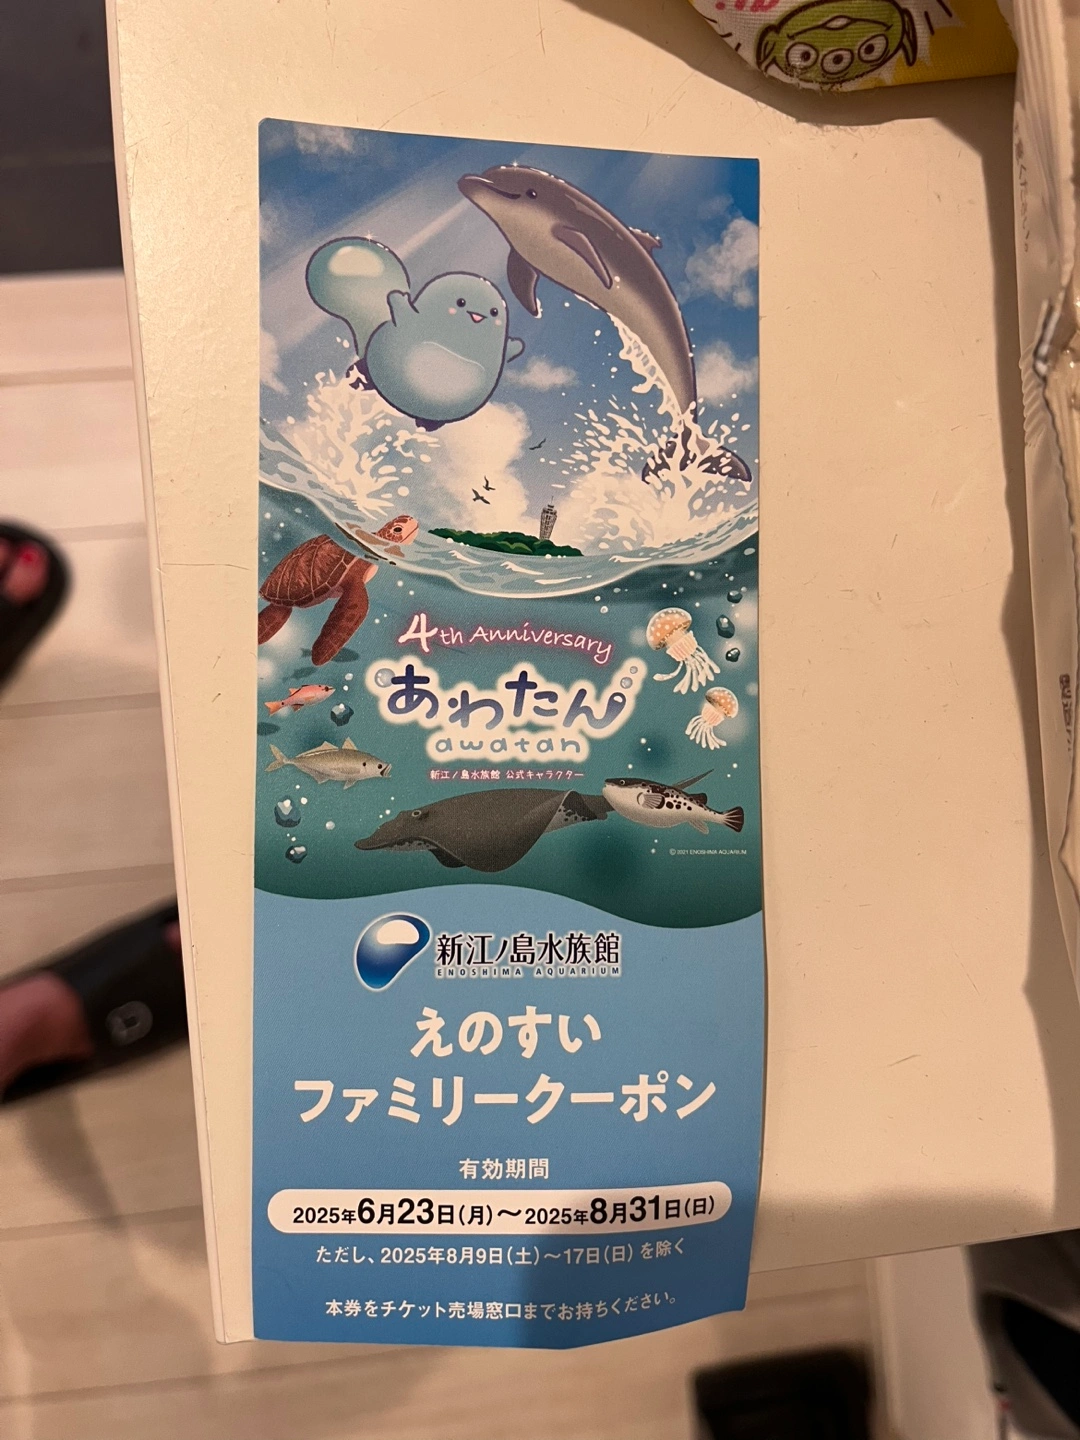 4th Anniversary
あわたん
awatan
新江ノ島水族館 公式キャラクター
©2021 ENOSHIMA AQUARIUM
新江ノ島水族館
ENOSHIMA AQUARIUM
えのすい
ファミリークーポン
有効期間
2025年6月23日(月)～2025年8月31日(日)
ただし、2025年8月9日(土)～17日(日)を除く
本券をチケット売場窓口までお持ちください。